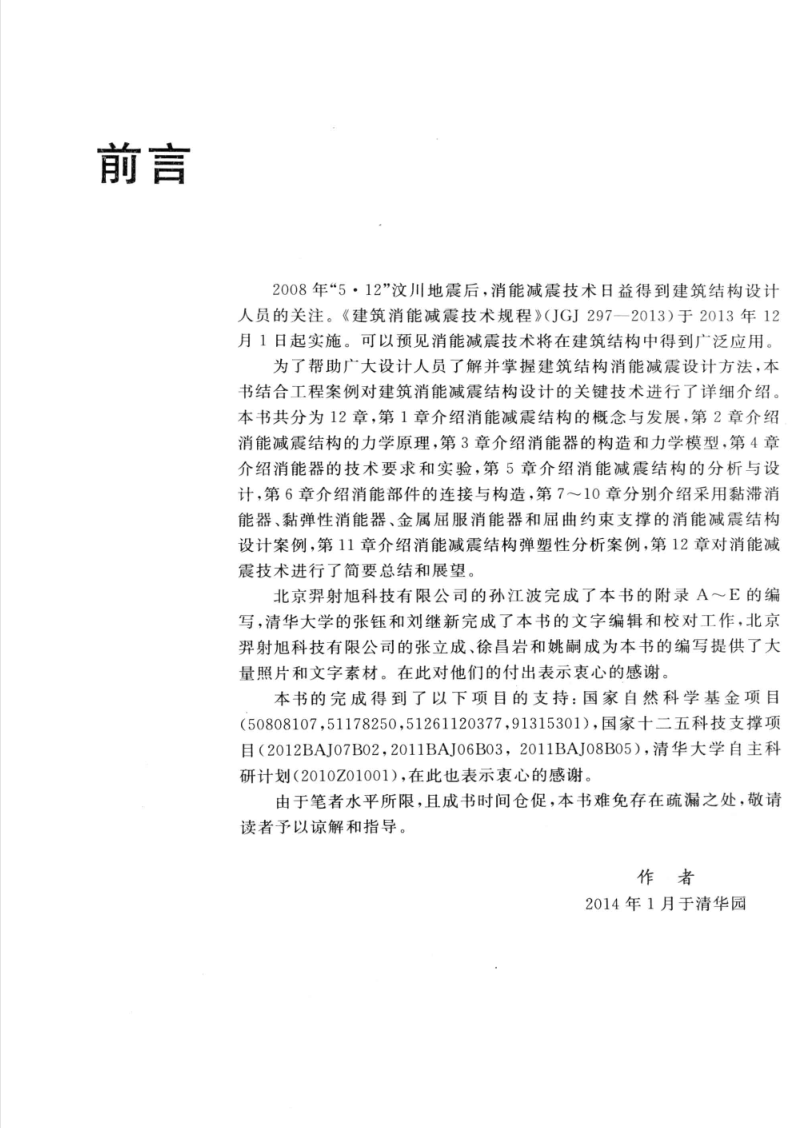 前言
2008 年“5·12”汶川地震后,消能减震技术日益得到建筑结构设计
人员的关注。《建筑消能减震技术规程》(JGJ 297—2013)于 2013 年 12
月 1 日起实施。可以预见消能减震技术将在建筑结构中得到广泛应用。
为了帮助广大设计人员了解并掌握建筑结构消能减震设计方法,本
书结合工程案例对建筑消能减震结构设计的关键技术进行了详细介绍。
本书共分为 12 章,第 1 章介绍消能减震结构的概念与发展,第 2 章介绍
消能减震结构的力学原理,第 3 章介绍消能器的构造和力学模型,第 4 章
介绍消能器的技术要求和实验,第 5 章介绍消能减震结构的分析与设
计,第 6 章介绍消能部件的连接与构造,第 7～10 章分别介绍采用黏滞消
能器、黏弹性消能器、金属屈服消能器和屈曲约束支撑的消能减震结构
设计案例,第 11 章介绍消能减震结构弹塑性分析案例,第 12 章对消能减
震技术进行了简要总结和展望。
北京羿射旭科技有限公司的孙江波完成了本书的附录 A～E 的编
写,清华大学的张钰和刘继新完成了本书的文字编辑和校对工作,北京
羿射旭科技有限公司的张立成、徐昌岩和姚嗣成为本书的编写提供了大
量照片和文字素材。在此对他们的付出表示衷心的感谢。
本书的完成得到了以下项目的支持:国家自然科学基金项目
(50808107,51178250,51261120377,91315301),国家十二五科技支撑项
目(2012BAJ07B02,2011BAJ06B03, 2011BAJ08B05),清华大学自主科
研计划(2010Z01001),在此也表示衷心的感谢。
由于笔者水平所限,且成书时间仓促,本书难免存在疏漏之处,敬请
读者予以谅解和指导。
作 者
2014 年 1 月于清华园